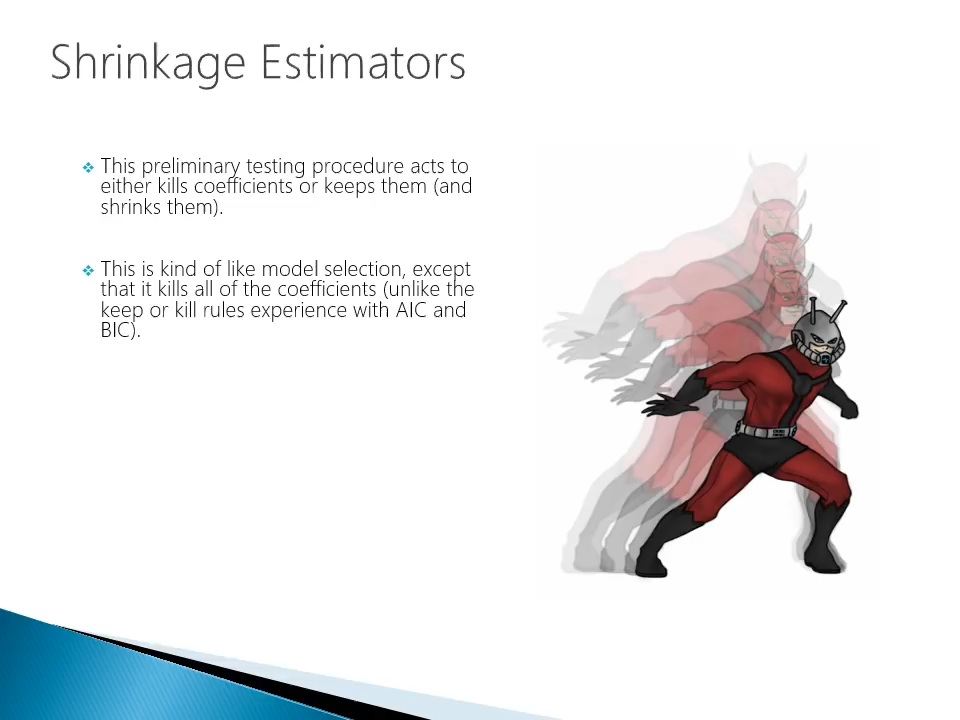 Shrinkage Estimators
This preliminary testing procedure acts to
either kills coefficients or keeps them (and
shrinks them).
This is kind of like model selection, except
that it kills all of the coefficients (unlike the
keep or kill rules experience with AIC and
BIC).